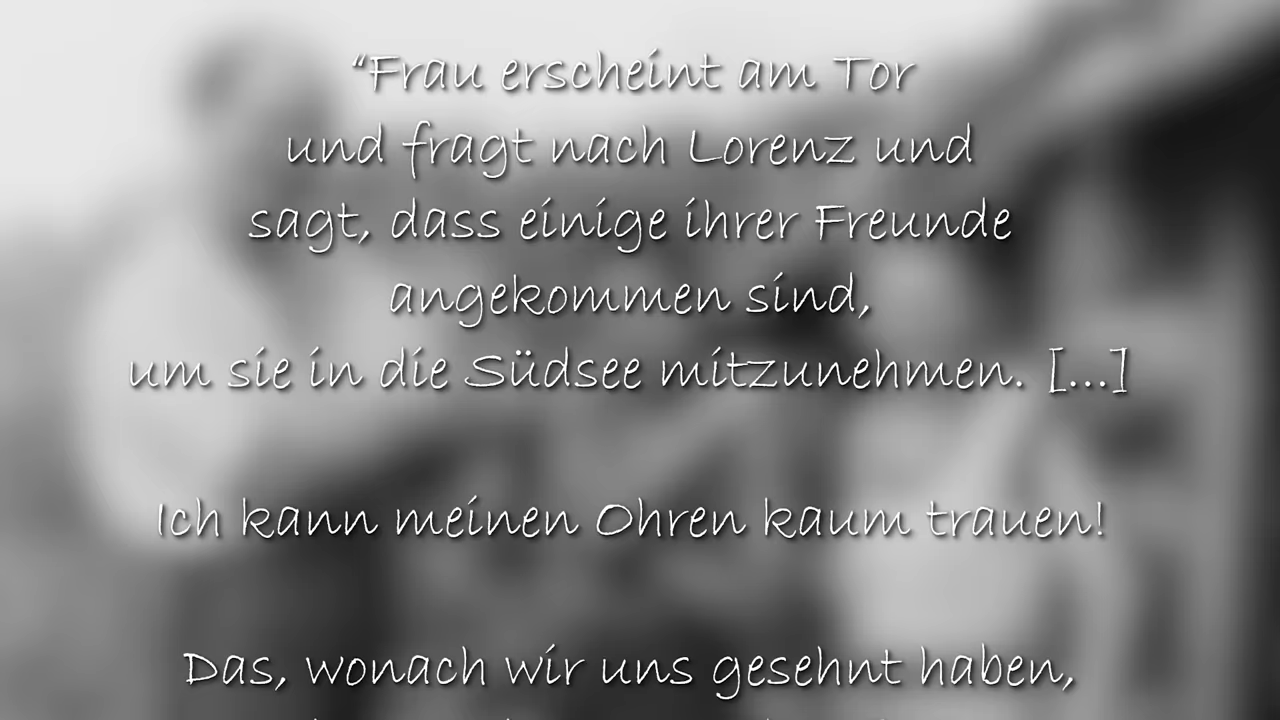 “Frau erscheint am Tor
und fragt nach Lorenz und
sagt, dass einige ihrer Freunde
angekommen sind,
um sie in die Südsee mitzunehmen. [...]
Ich kann meinen Ohren kaum trauen!
Das, wonach wir uns gesehnt haben,